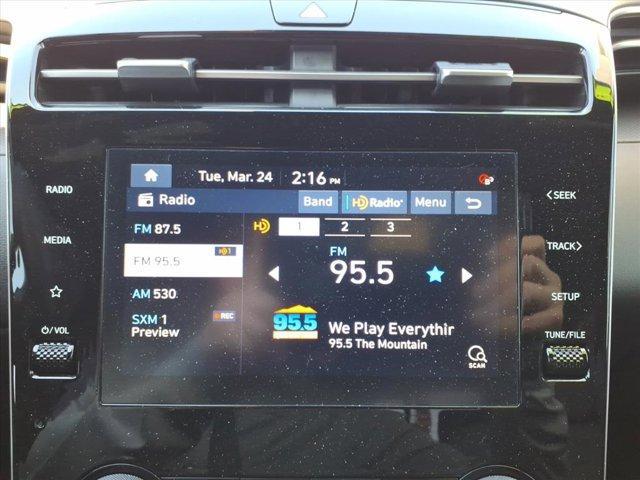 Tue, Mar. 24 2:16 PM
Radio Band HD Radio Menu
RADIO
MEDIA
/VOL
FM 87.5
FM 95.5 HD1
AM 530
SXM 1 REC
Preview
HD 1 2 3
FM
95.5
95.5 We Play Everythir
95.5 The Mountain
SCAN
<SEEK
TRACK>
SETUP
TUNE/FILE